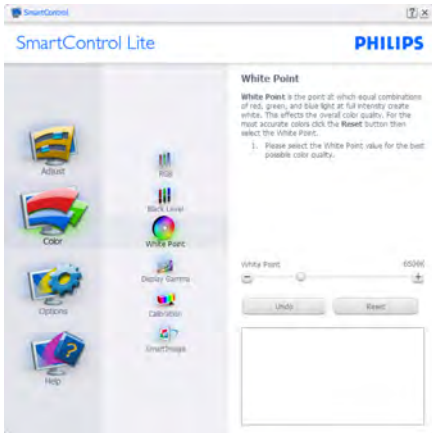 SmartControl
SmartControl Lite
PHILIPS
Adjust
Color
Options
Help
RGB
Black Level
White Point
Display Gamma
Calibration
SmartImage
White Point
White Point is the point at which equal combinations
of red, green, and blue light at full intensity create
white. This effects the overall color quality. For the
most accurate colors click the Reset button then
select the White Point.
1. Please select the White Point value for the best
possible color quality.
White Point 6506K
Undo Reset